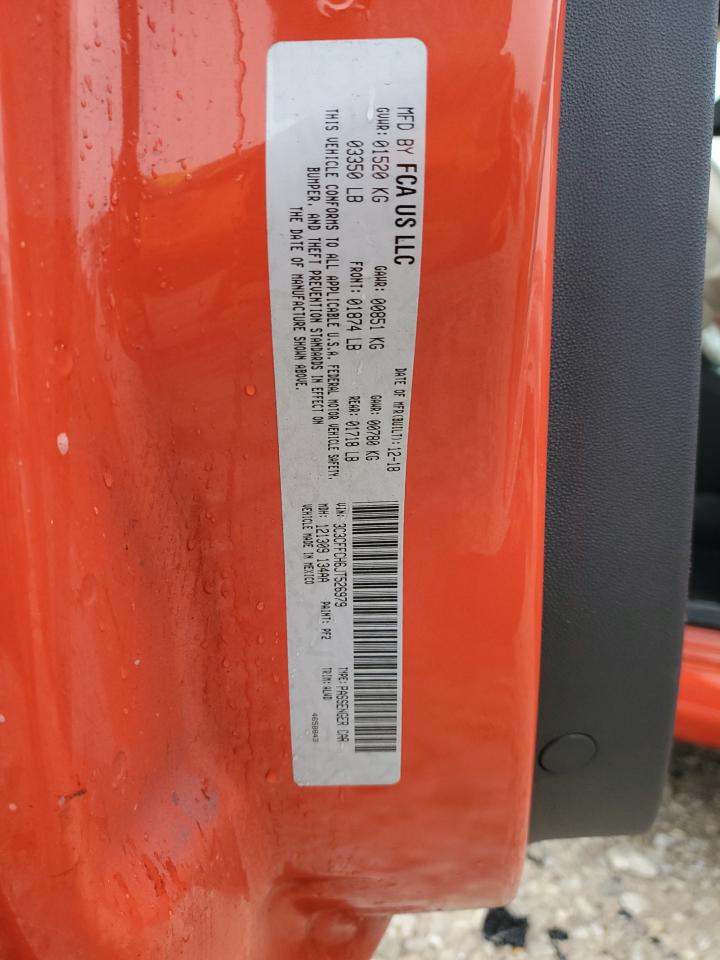 MFD BY FCA US LLC
DATE OF MFR(BUILT): 12-18
GVWR: 01520 KG
GAWR: 00851 KG
GAWR: 00780 KG
03350 LB
FRONT: 01874 LB
REAR: 01718 LB
THIS VEHICLE CONFORMS TO ALL APPLICABLE U.S.A. FEDERAL MOTOR VEHICLE SAFETY,
BUMPER, AND THEFT PREVENTION STANDARDS IN EFFECT ON
THE DATE OF MANUFACTURE SHOWN ABOVE.
VIN: 3C3CFFCH6JT526979
TYPE: PASSENGER CAR
MDH: 121309 134AA
PAINT: PF2
TRIM: ALWD
VEHICLE MADE IN MEXICO
4658843